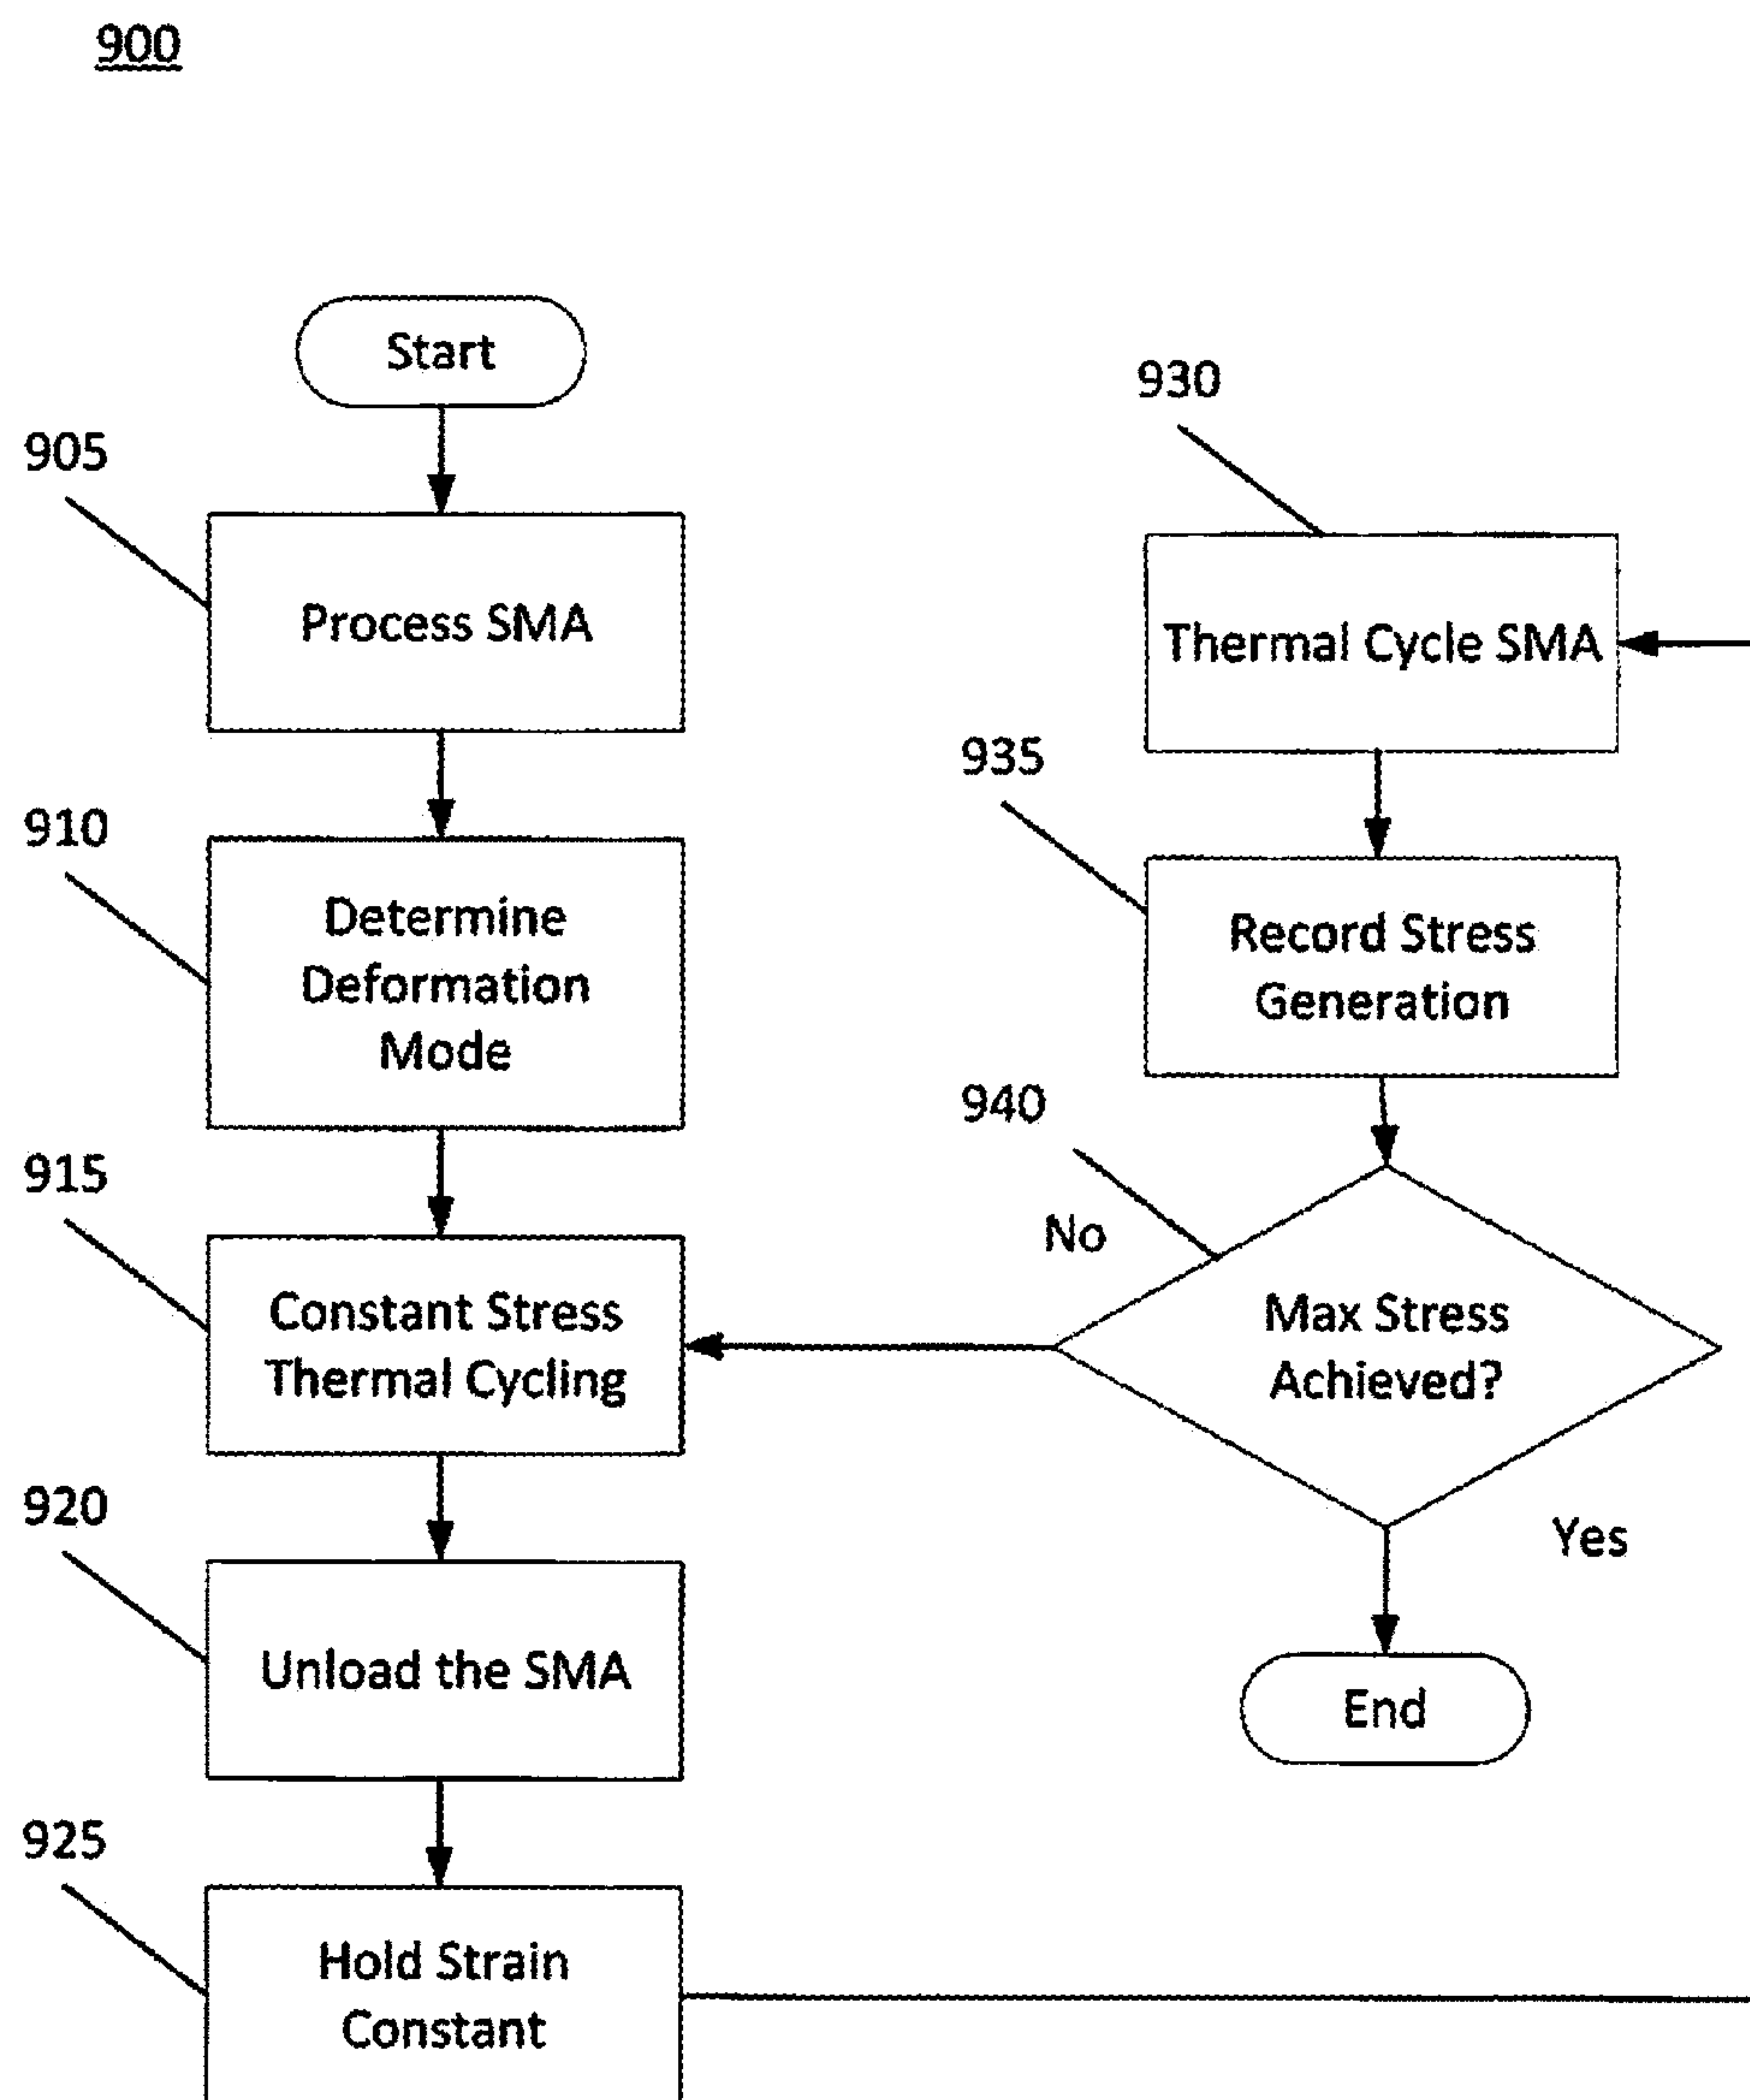 900
Start
905
Process SMA
910
Determine
Deformation
Mode
915
Constant Stress
Thermal Cycling
920
Unload the SMA
925
Hold Strain
Constant
930
Thermal Cycle SMA
935
Record Stress
Generation
940
No
Max Stress
Achieved?
Yes
End